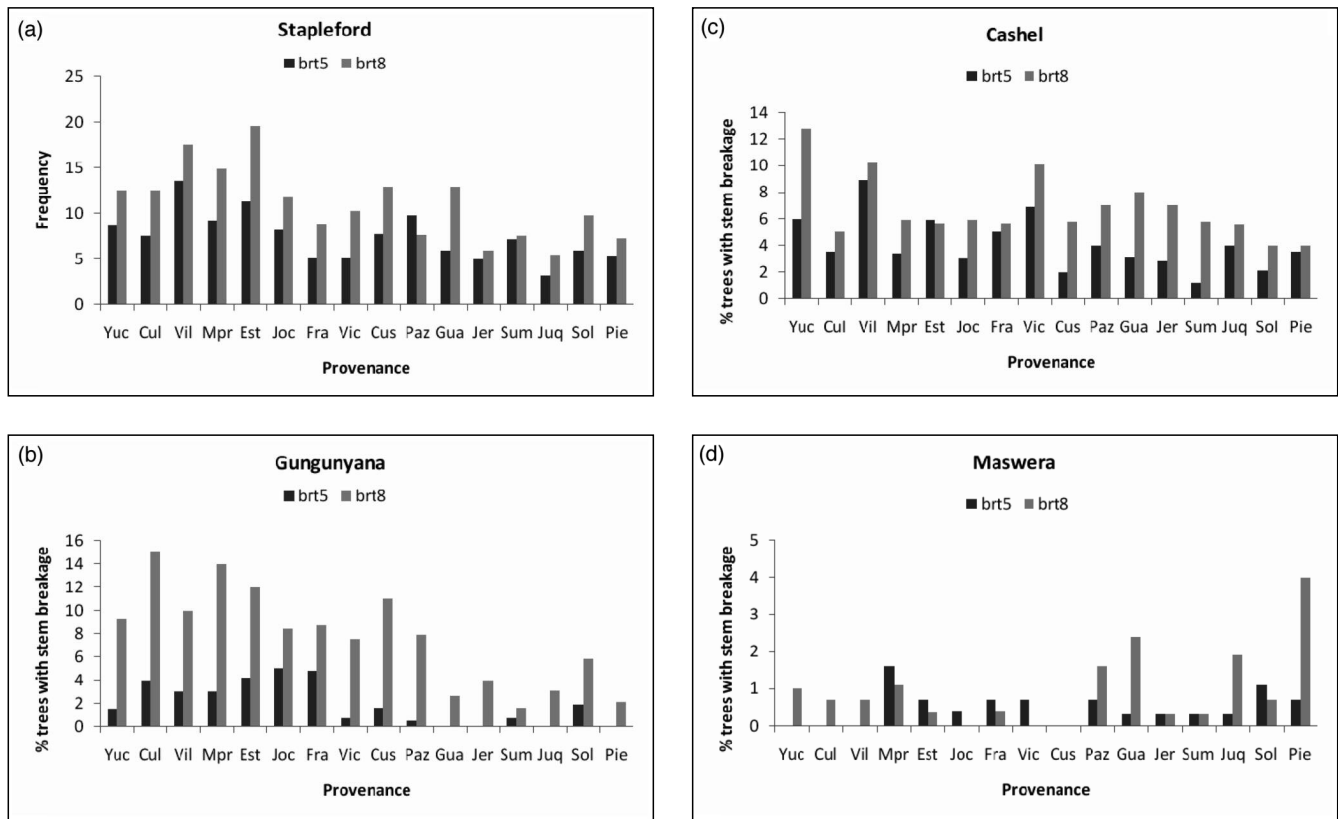 (a)
Stapleford
brt5 brt8
Frequency
25
20
15
10
5
0
Yuc Cul Vil Mpr Est Joc Fra Vic Cus Paz Gua Jer Sum Juq Sol Pie
Provenance
(c)
Cashel
brt5 brt8
% trees with stem breakage
14
12
10
8
6
4
2
0
Yuc Cul Vil Mpr Est Joc Fra Vic Cus Paz Gua Jer Sum Juq Sol Pie
Provenance
(b)
Gungunyana
brt5 brt8
% trees with stem breakage
16
14
12
10
8
6
4
2
0
Yuc Cul Vil Mpr Est Joc Fra Vic Cus Paz Gua Jer Sum Juq Sol Pie
Provenance
(d)
Maswera
brt5 brt8
% trees with stem breakage
5
4
3
2
1
0
Yuc Cul Vil Mpr Est Joc Fra Vic Cus Paz Gua Jer Sum Juq Sol Pie
Provenance